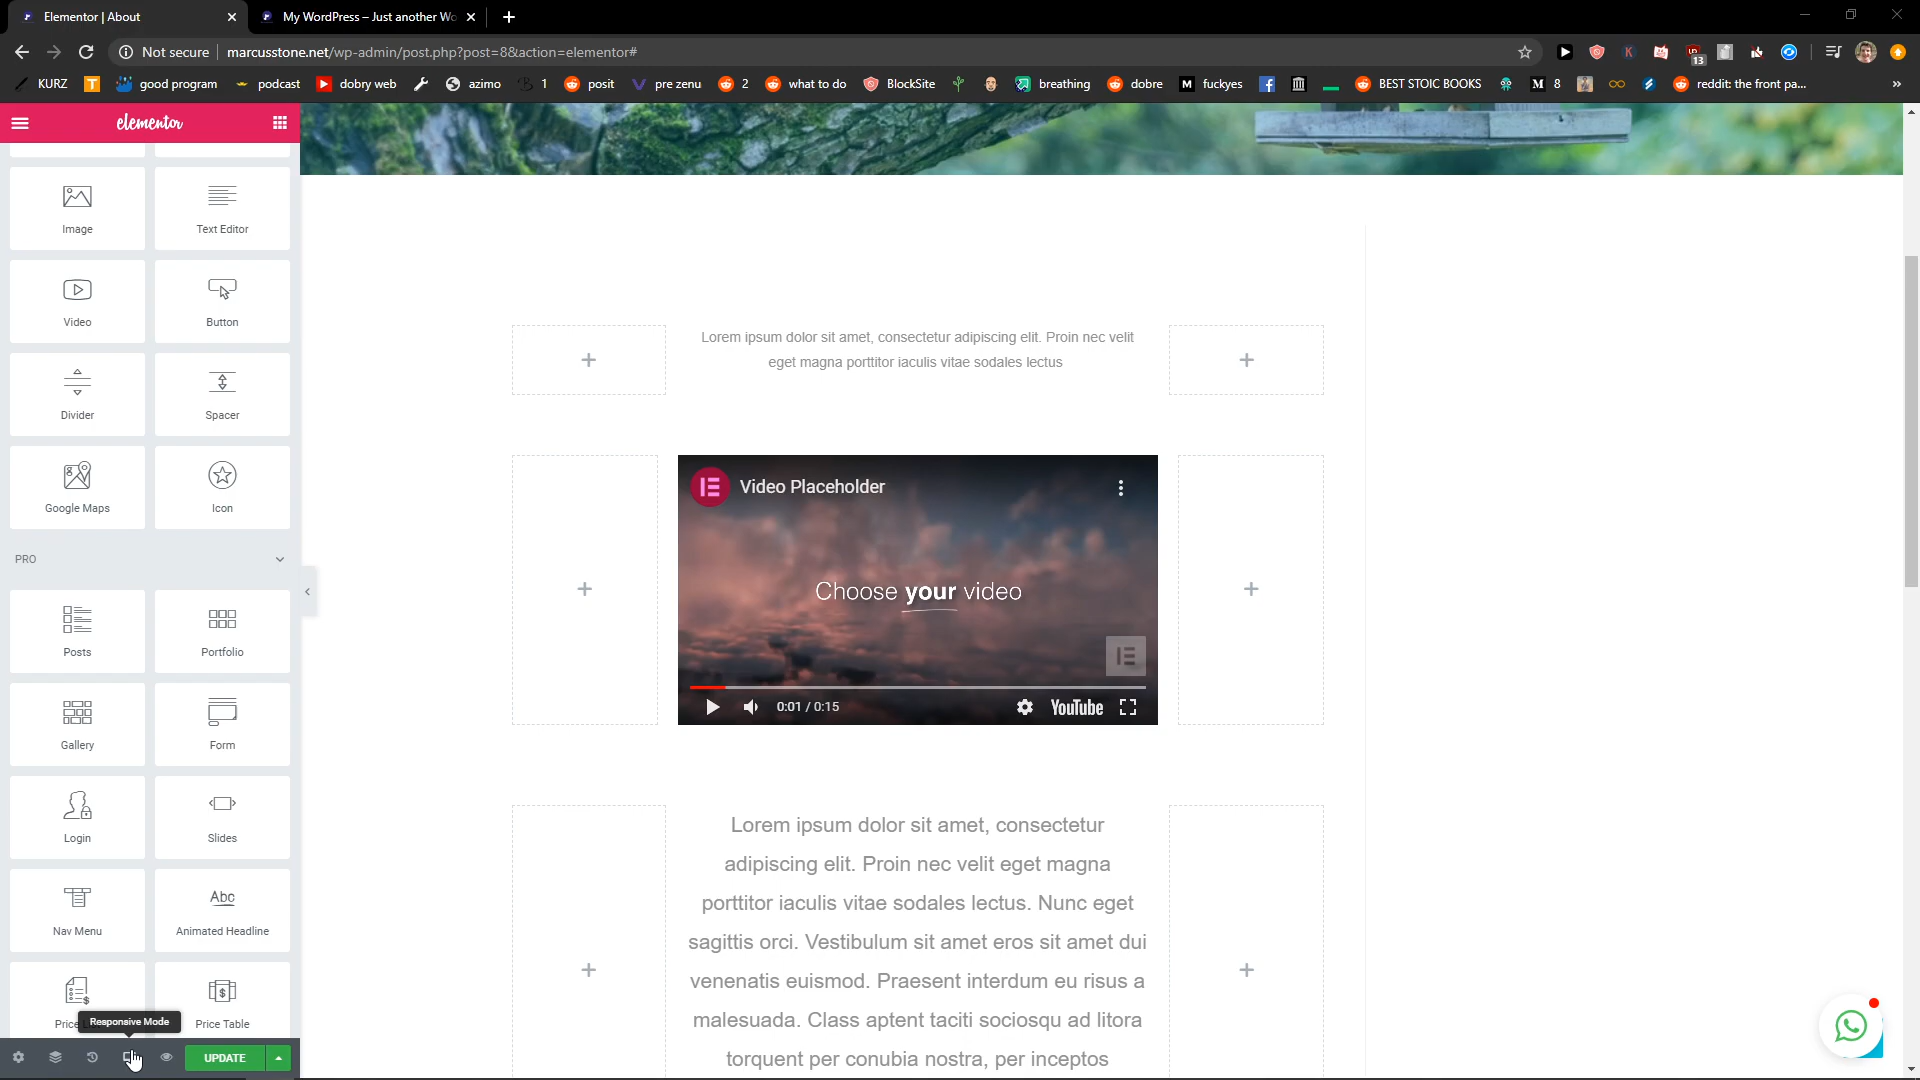 Elementor | About
My WordPress – Just another Wo
Not secure
marcusstone.net/wp-admin/post.php?post=8&action=elementor#
13
KURZ
T
good program
podcast
dobry web
azimo
1
posit
pre zenu
2
what to do
BlockSite
breathing
dobre
fuckyes
BEST STOIC BOOKS
8
reddit: the front pa...
elementor
Image
Text Editor
Video
Button
Divider
Spacer
Google Maps
Icon
PRO
Posts
Portfolio
Gallery
Form
Login
Slides
Nav Menu
Abc
Animated Headline
Price
Price Table
Responsive Mode
UPDATE
Lorem ipsum dolor sit amet, consectetur adipiscing elit. Proin nec velit
eget magna porttitor iaculis vitae sodales lectus
Video Placeholder
Choose your video
0:01 / 0:15
YouTube
Lorem ipsum dolor sit amet, consectetur
adipiscing elit. Proin nec velit eget magna
porttitor iaculis vitae sodales lectus. Nunc eget
sagittis orci. Vestibulum sit amet eros sit amet dui
venenatis euismod. Praesent interdum eu risus a
malesuada. Class aptent taciti sociosqu ad litora
torquent per conubia nostra, per inceptos